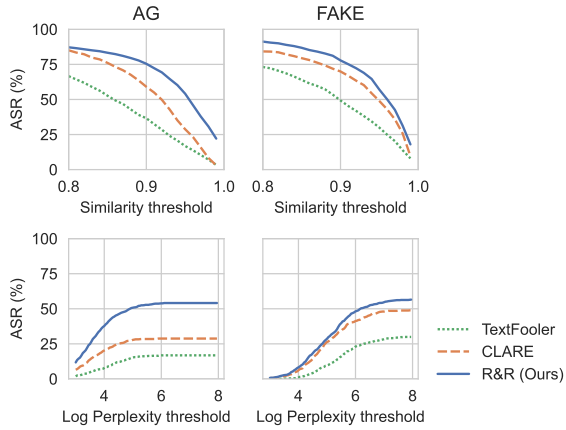 AG
FAKE
ASR (%)
100
75
50
25
0
0.8
0.9
1.0
0.8
0.9
1.0
Similarity threshold
Similarity threshold
ASR (%)
100
75
50
25
0
4
6
8
4
6
8
Log Perplexity threshold
Log Perplexity threshold
TextFooler
CLARE
R&R (Ours)